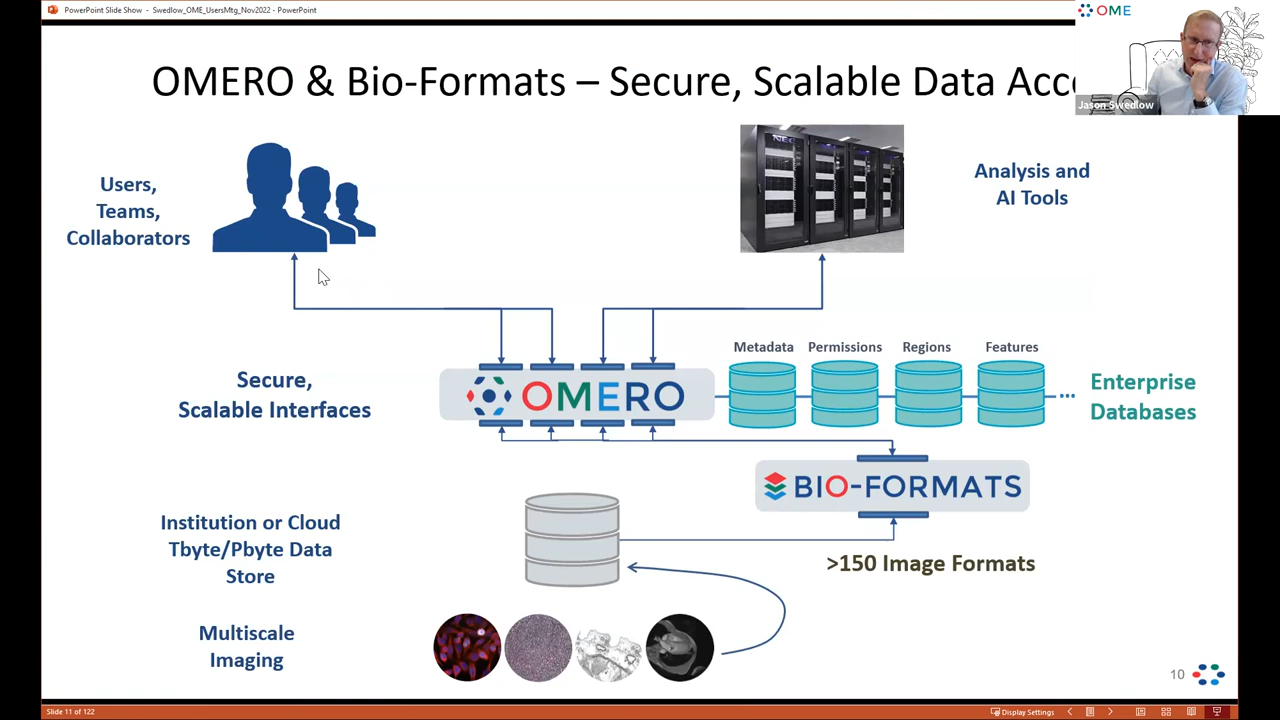 PowerPoint Slide Show - Swedlow_OME_UsersMtg_Nov2022 - PowerPoint
OME
Jason Swedlow
OMERO & Bio-Formats – Secure, Scalable Data Acc
Users,
Teams,
Collaborators
NEC
Analysis and
AI Tools
Metadata
Permissions
Regions
Features
Secure,
Scalable Interfaces
OMERO
...
Enterprise
Databases
BIO-FORMATS
Institution or Cloud
Tbyte/Pbyte Data
Store
>150 Image Formats
Multiscale
Imaging
10
Slide 11 of 122
Display Settings